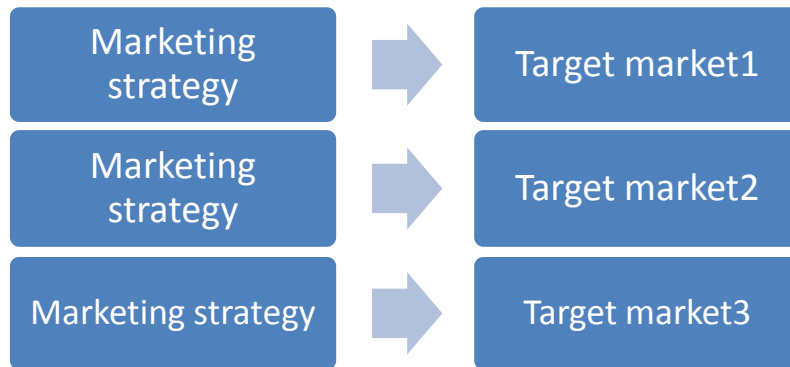 Marketing
strategy
Target market1
Marketing
strategy
Target market2
Marketing strategy
Target market3